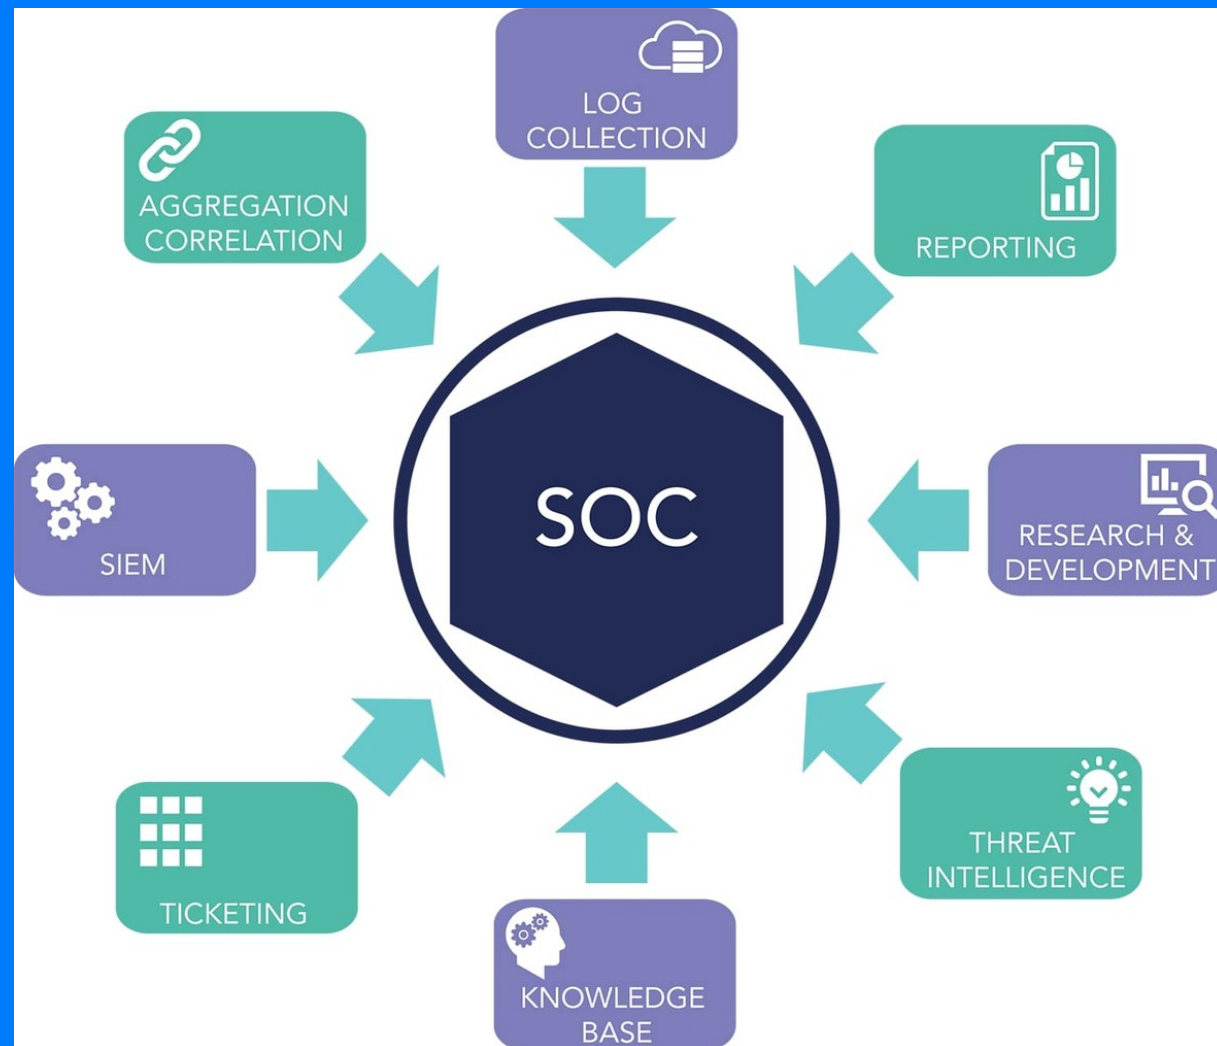 LOG
COLLECTION
AGGREGATION
CORRELATION
REPORTING
SIEM
SOC
RESEARCH &
DEVELOPMENT
TICKETING
THREAT
INTELLIGENCE
KNOWLEDGE
BASE